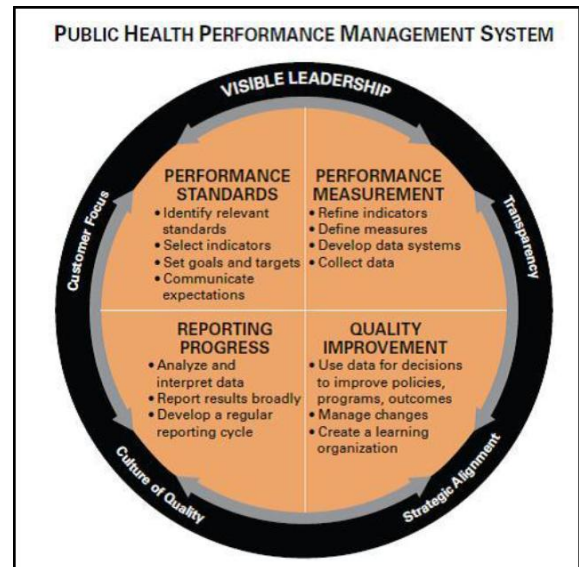 PUBLIC HEALTH PERFORMANCE MANAGEMENT SYSTEM
VISIBLE LEADERSHIP
Customer Focus
Transparency
PERFORMANCE
STANDARDS
• Identify relevant
standards
• Select indicators
• Set goals and targets
• Communicate
expectations
PERFORMANCE
MEASUREMENT
• Refine indicators
• Define measures
• Develop data systems
• Collect data
REPORTING
PROGRESS
• Analyze and
interpret data
• Report results broadly
• Develop a regular
reporting cycle
QUALITY
IMPROVEMENT
• Use data for decisions
to improve policies,
programs, outcomes
• Manage changes
• Create a learning
organization
Culture of Quality
Strategic Alignment